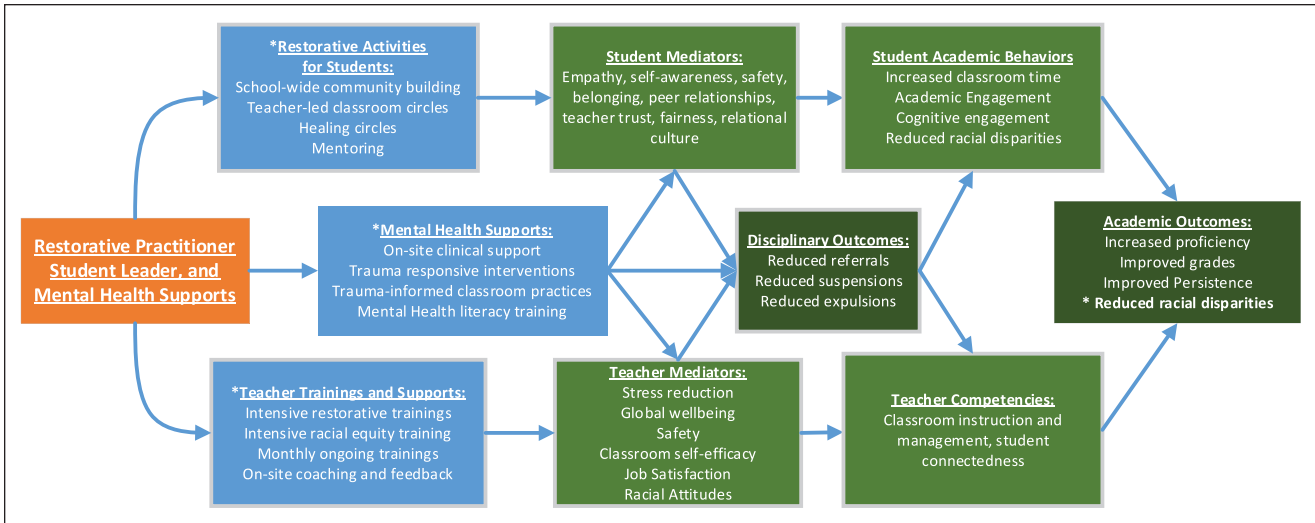 *Restorative Activities
for Students:
School-wide community building
Teacher-led classroom circles
Healing circles
Mentoring
Student Mediators:
Empathy, self-awareness, safety,
belonging, peer relationships,
teacher trust, fairness, relational
culture
Student Academic Behaviors
Increased classroom time
Academic Engagement
Cognitive engagement
Reduced racial disparities
Restorative Practitioner
Student Leader, and
Mental Health Supports
*Mental Health Supports:
On-site clinical support
Trauma responsive interventions
Trauma-informed classroom practices
Mental Health literacy training
Disciplinary Outcomes:
Reduced referrals
Reduced suspensions
Reduced expulsions
Academic Outcomes:
Increased proficiency
Improved grades
Improved Persistence
* Reduced racial disparities
*Teacher Trainings and Supports:
Intensive restorative trainings
Intensive racial equity training
Monthly ongoing trainings
On-site coaching and feedback
Teacher Mediators:
Stress reduction
Global wellbeing
Safety
Classroom self-efficacy
Job Satisfaction
Racial Attitudes
Teacher Competencies:
Classroom instruction and
management, student
connectedness